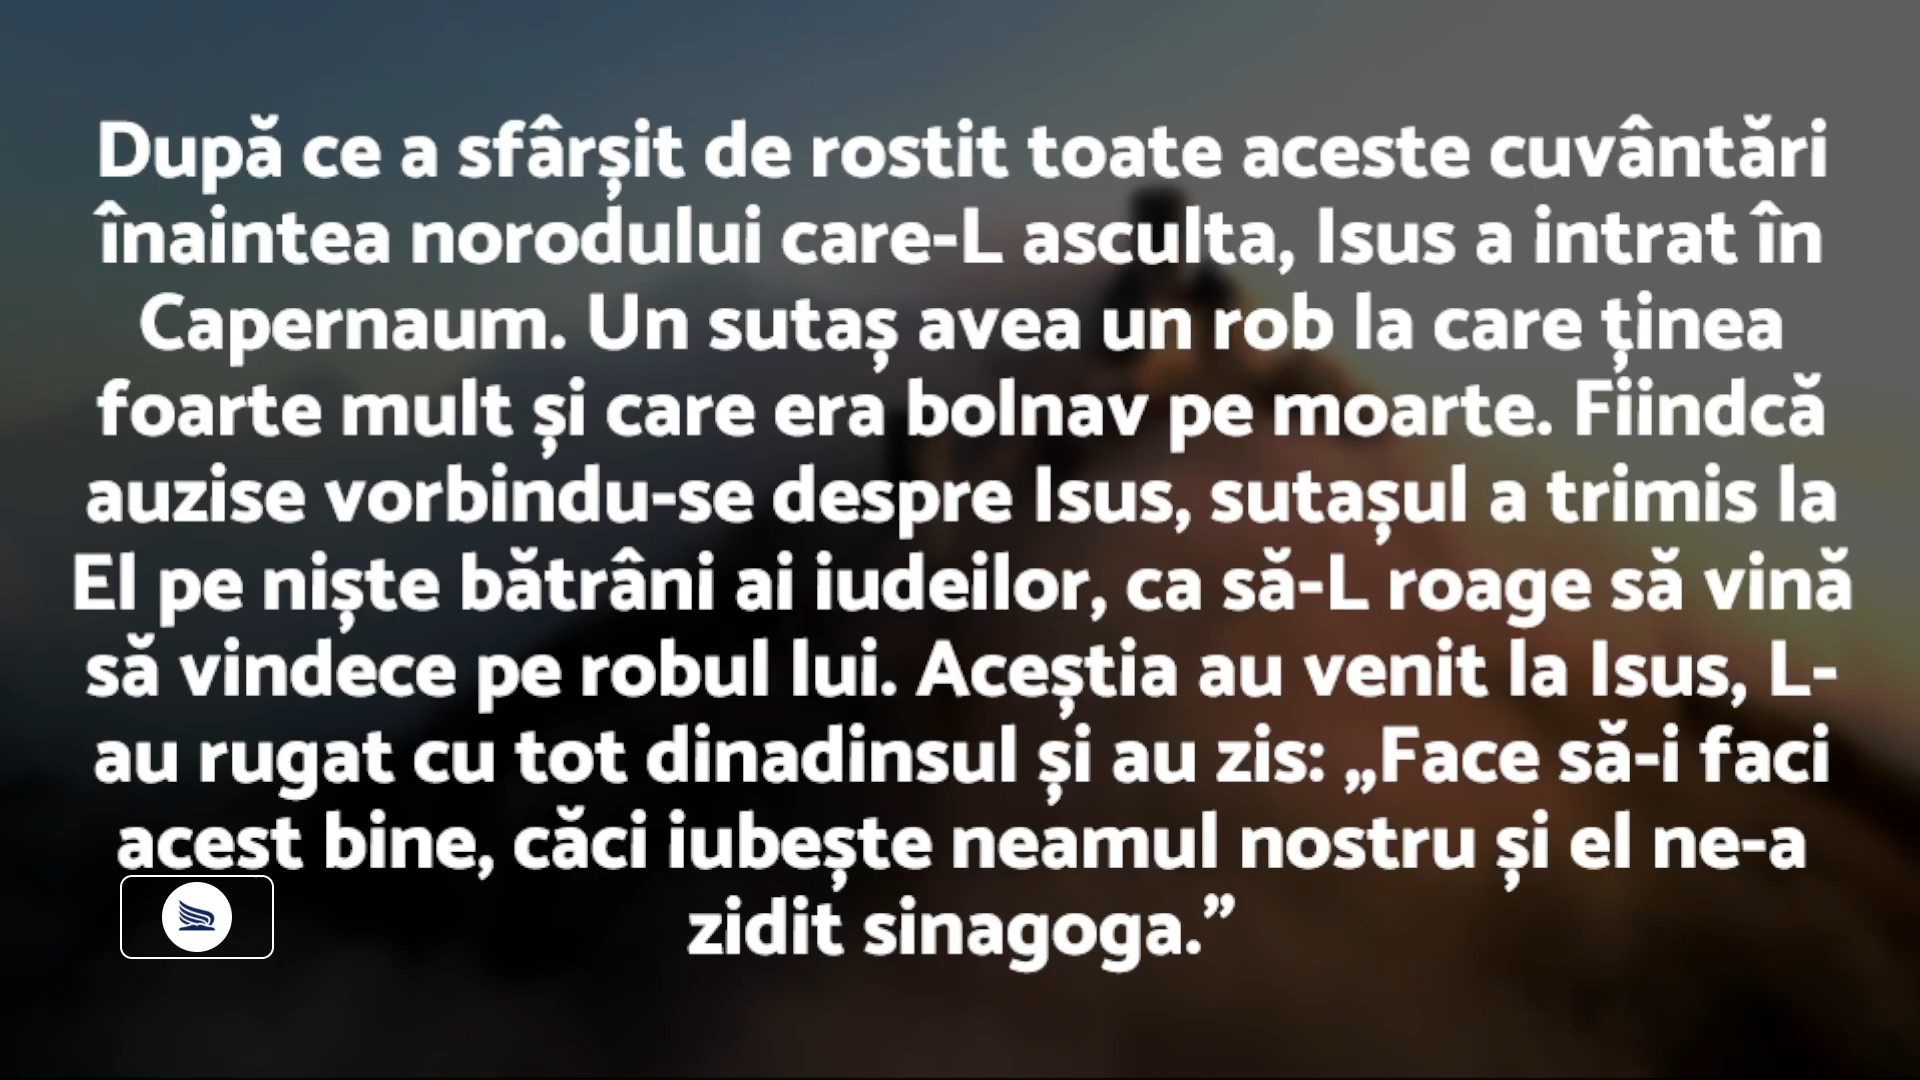 După ce a sfârșit de rostit toate aceste cuvântări
înaintea norodului care-L asculta, Isus a intrat în
Capernaum. Un sutaș avea un rob la care ținea
foarte mult și care era bolnav pe moarte. Fiindcă
auzise vorbindu-se despre Isus, sutașul a trimis la
El pe niște bătrâni ai iudeilor, ca să-L roage să vină
să vindece pe robul lui. Aceștia au venit la Isus, L-
au rugat cu tot dinadinsul și au zis: „Face să-i faci
acest bine, căci iubește neamul nostru și el ne-a
zidit sinagoga.”